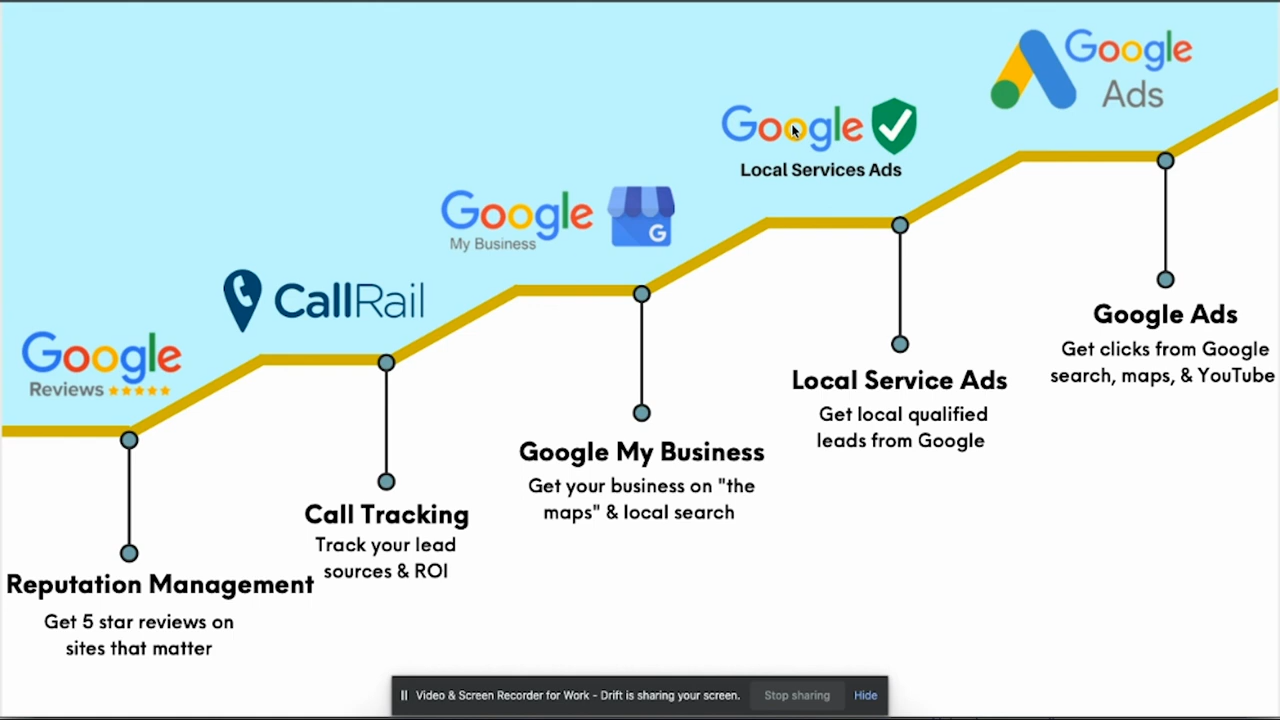 Google
Reviews
CallRail
Google
My Business
G
Google
Local Services Ads
Google
Ads
Reputation Management
Get 5 star reviews on
sites that matter
Call Tracking
Track your lead
sources & ROI
Google My Business
Get your business on "the
maps" & local search
Local Service Ads
Get local qualified
leads from Google
Google Ads
Get clicks from Google
search, maps, & YouTube
Video & Screen Recorder for Work - Drift is sharing your screen.
Stop sharing
Hide